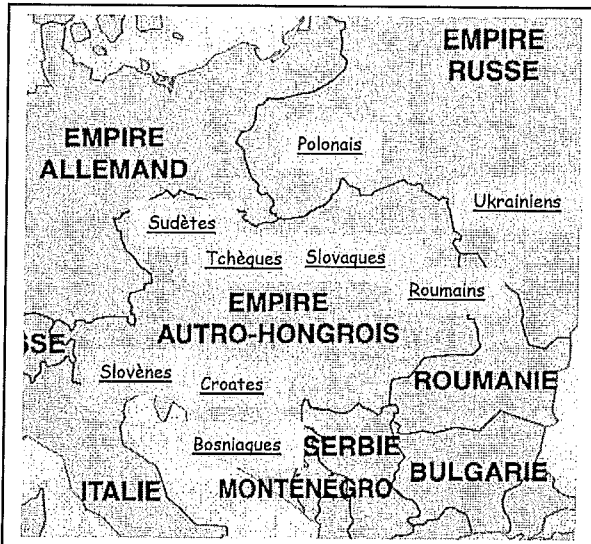 EMPIRE
RUSSE
EMPIRE
ALLEMAND
Polonais
Ukrainiens
Sudètes
Tchèques
Slovaques
Roumains
EMPIRE
AUTRO-HONGROIS
SSE
Slovènes
Croates
ROUMANIE
Bosniaques
SERBIE
BULGARIE
ITALIE
MONTÉNÉGRO